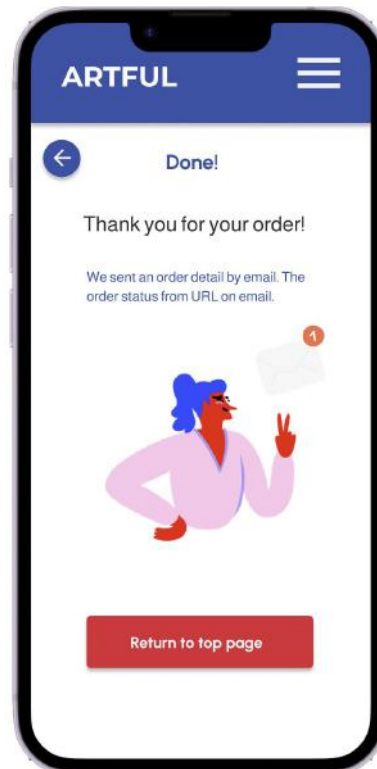 ARTFUL
Done!
Thank you for your order!
We sent an order detail by email. The
order status from URL on email.
1
Return to top page